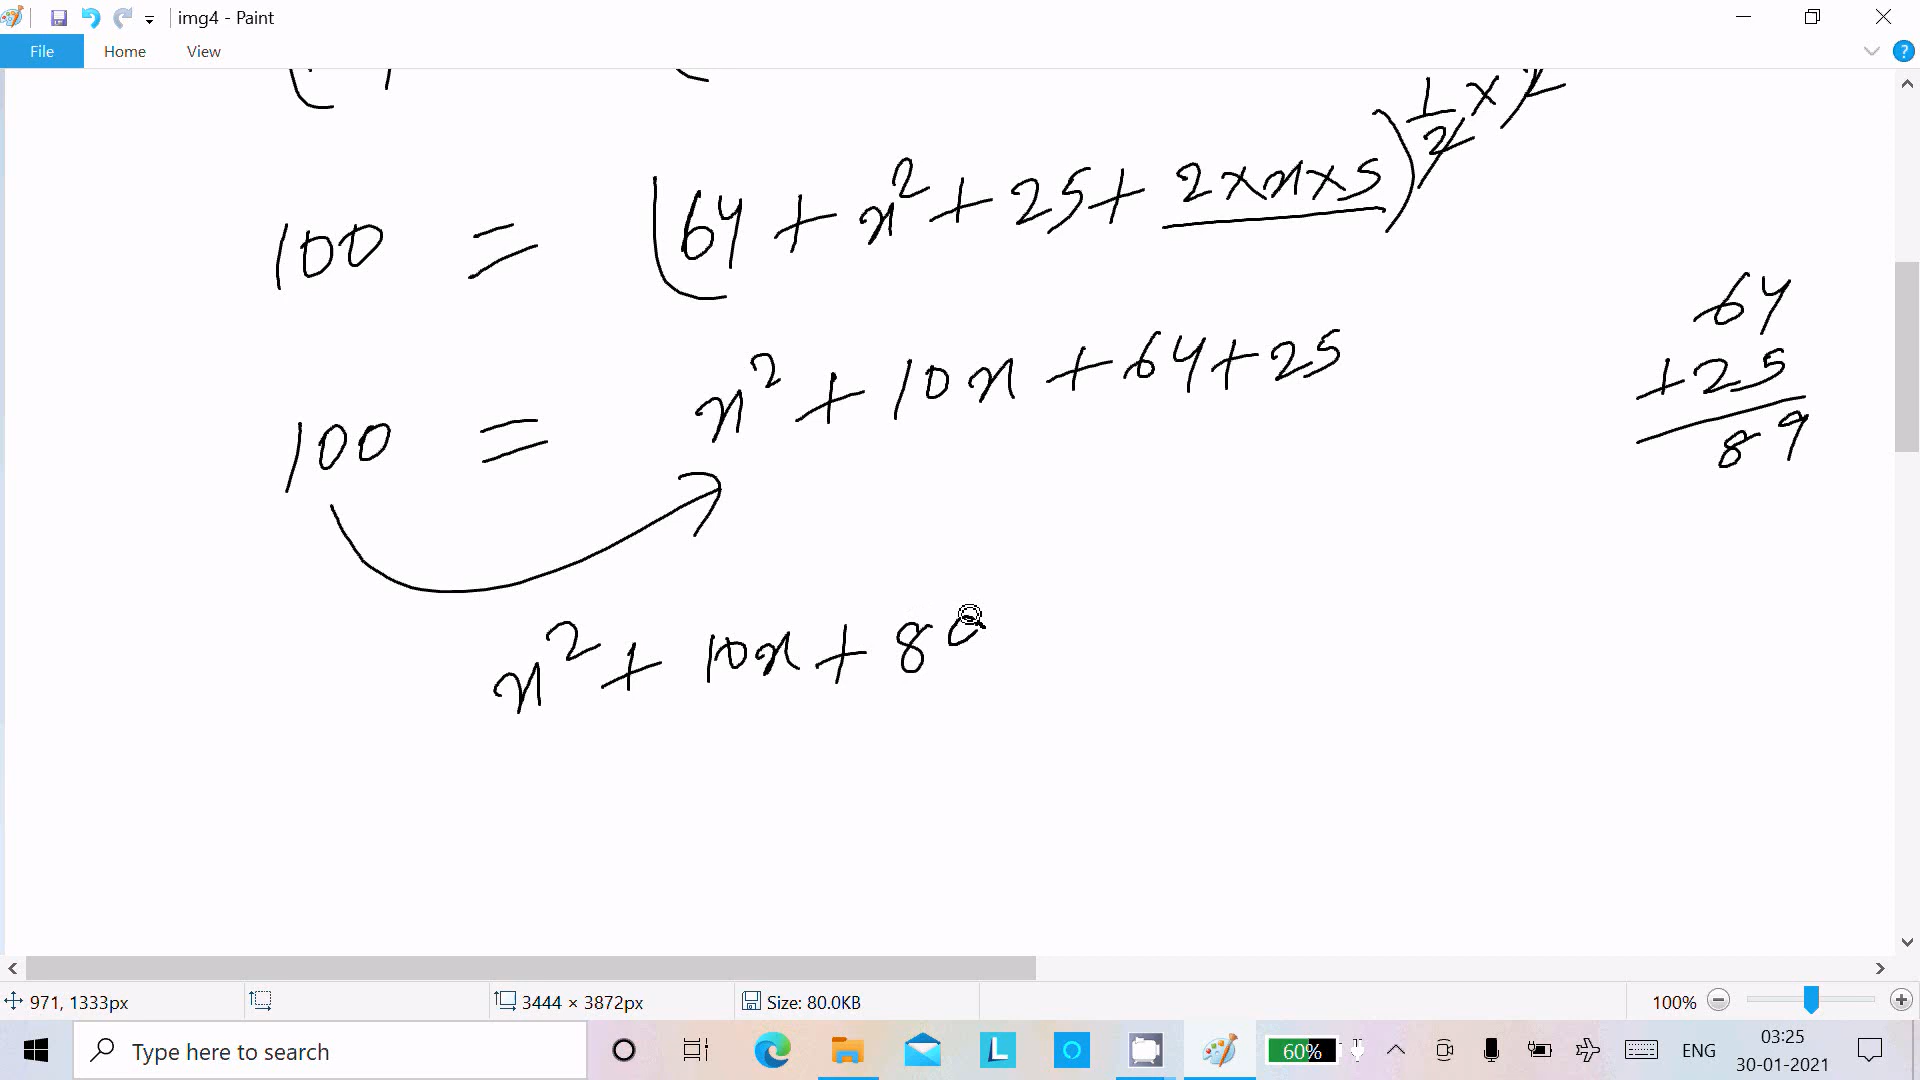 img4 - Paint
File Home View
100 = (64 + x² + 25 + 2×x×5)^(1/2 × 2)
100 = x² + 10x + 64 + 25
64
+25
89
x² + 10x + 8
971, 1333px 3444 × 3872px Size: 80.0KB 100%
Type here to search 60% ENG 03:25
30-01-2021